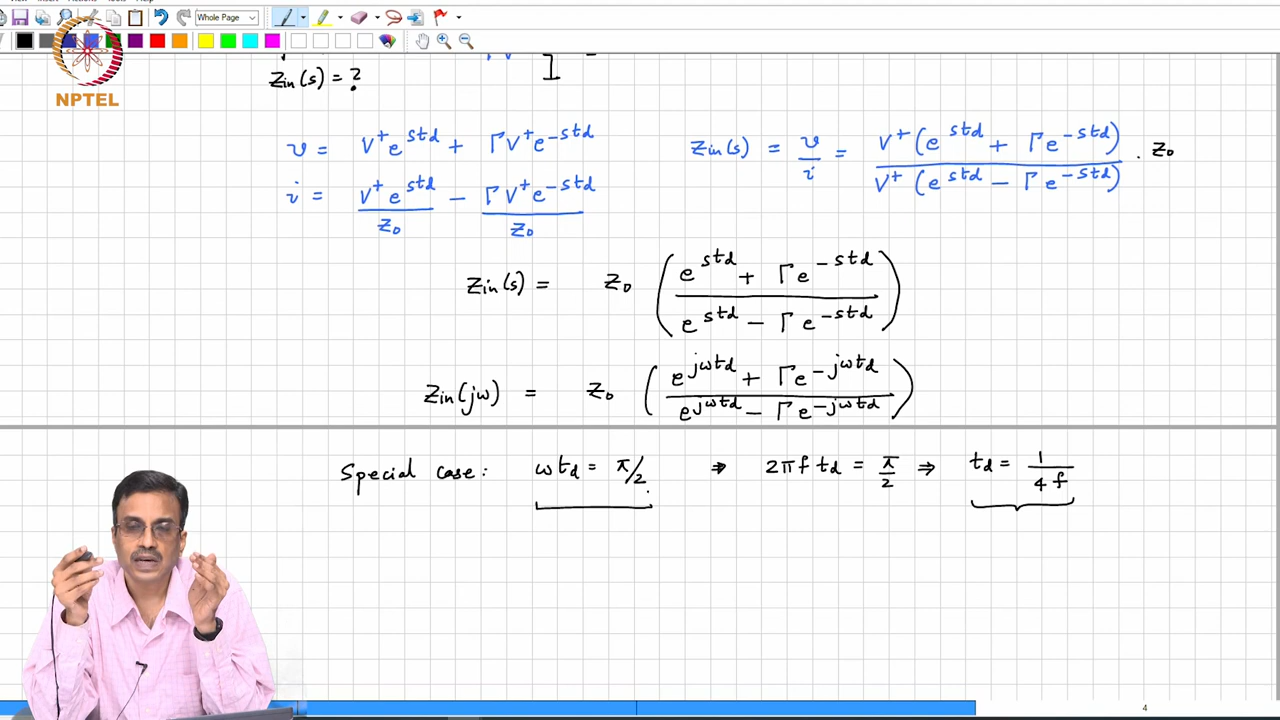 Whole Page
NPTEL
Zin(s) = ?
ΓV
v = V⁺e^{std} + ΓV⁺e^{-std}
i = V⁺e^{std}/Z₀ − ΓV⁺e^{-std}/Z₀
Zin(s) = v/i = V⁺(e^{std} + Γe^{-std}) / V⁺(e^{std} − Γe^{-std}) . Z₀
Zin(s) = Z₀ ( (e^{std} + Γe^{-std}) / (e^{std} − Γe^{-std}) )
Zin(jω) = Z₀ ( (e^{jωtd} + Γe^{-jωtd}) / (e^{jωtd} − Γe^{-jωtd}) )
Special case: ωtd = π/2 ⇒ 2πf td = π/2 ⇒ td = 1/4f
4